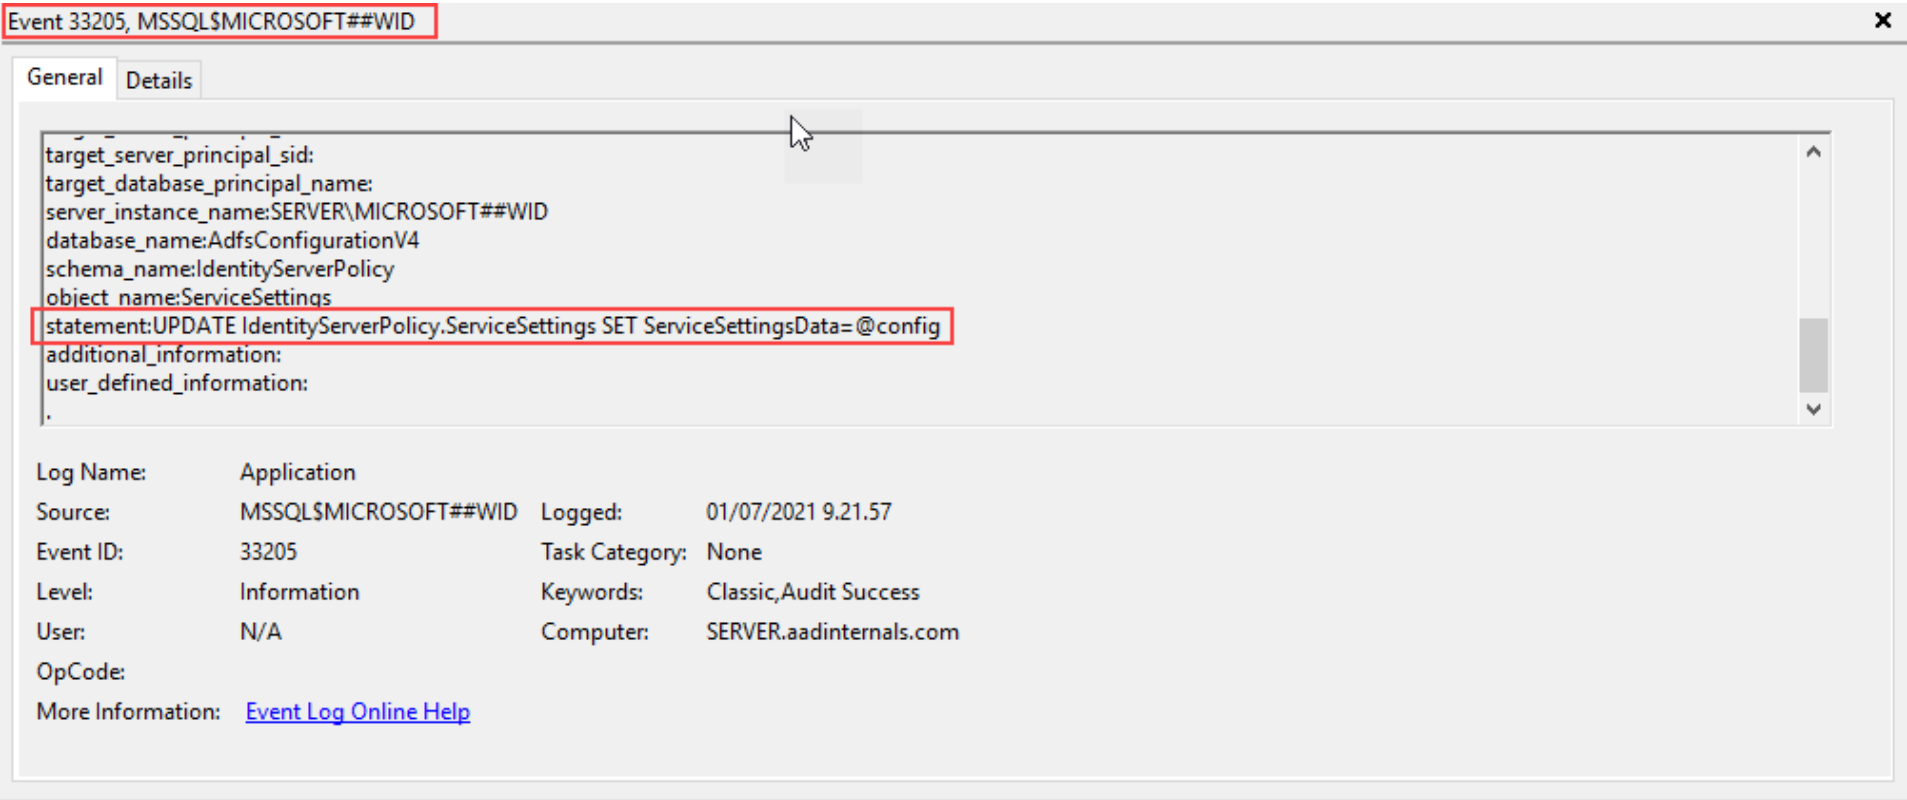 Event 33205, MSSQL$MICROSOFT##WID
General Details
target_server_principal_sid:
target_database_principal_name:
server_instance_name:SERVER\MICROSOFT##WID
database_name:AdfsConfigurationV4
schema_name:IdentityServerPolicy
object_name:ServiceSettings
statement:UPDATE IdentityServerPolicy.ServiceSettings SET ServiceSettingsData=@config
additional_information:
user_defined_information:
.
Log Name: Application
Source: MSSQL$MICROSOFT##WID Logged: 01/07/2021 9.21.57
Event ID: 33205 Task Category: None
Level: Information Keywords: Classic,Audit Success
User: N/A Computer: SERVER.aadinternals.com
OpCode:
More Information: Event Log Online Help